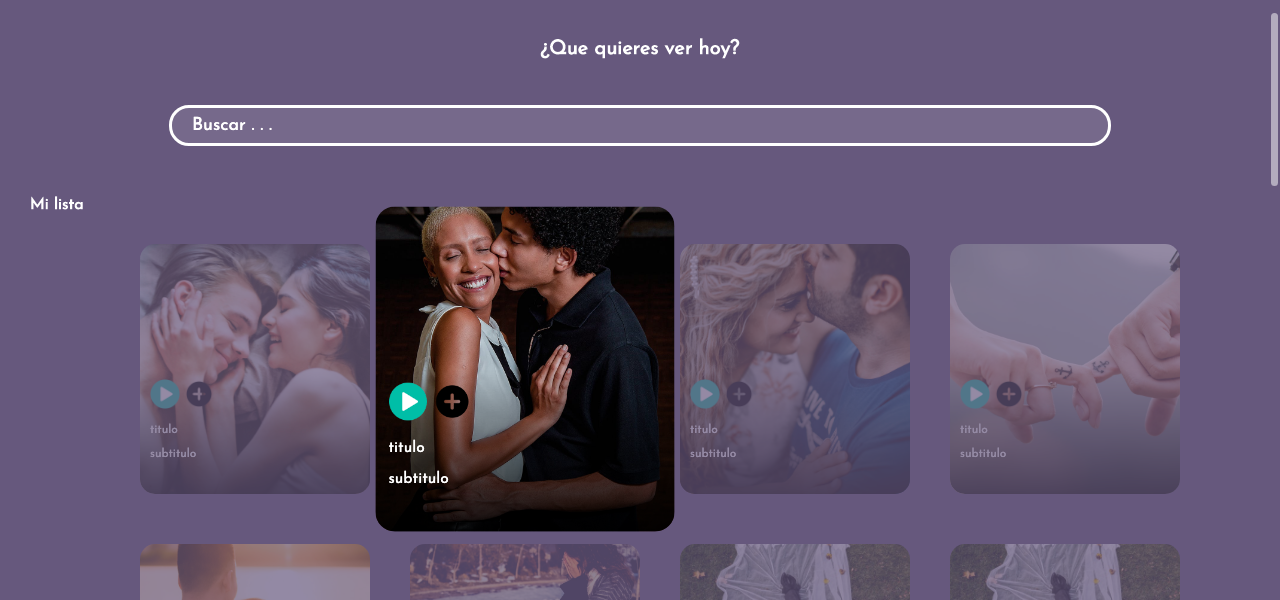 ¿Que quieres ver hoy?
Buscar . . .
Mi lista
titulo
subtitulo
titulo
subtitulo
titulo
subtitulo
titulo
subtitulo